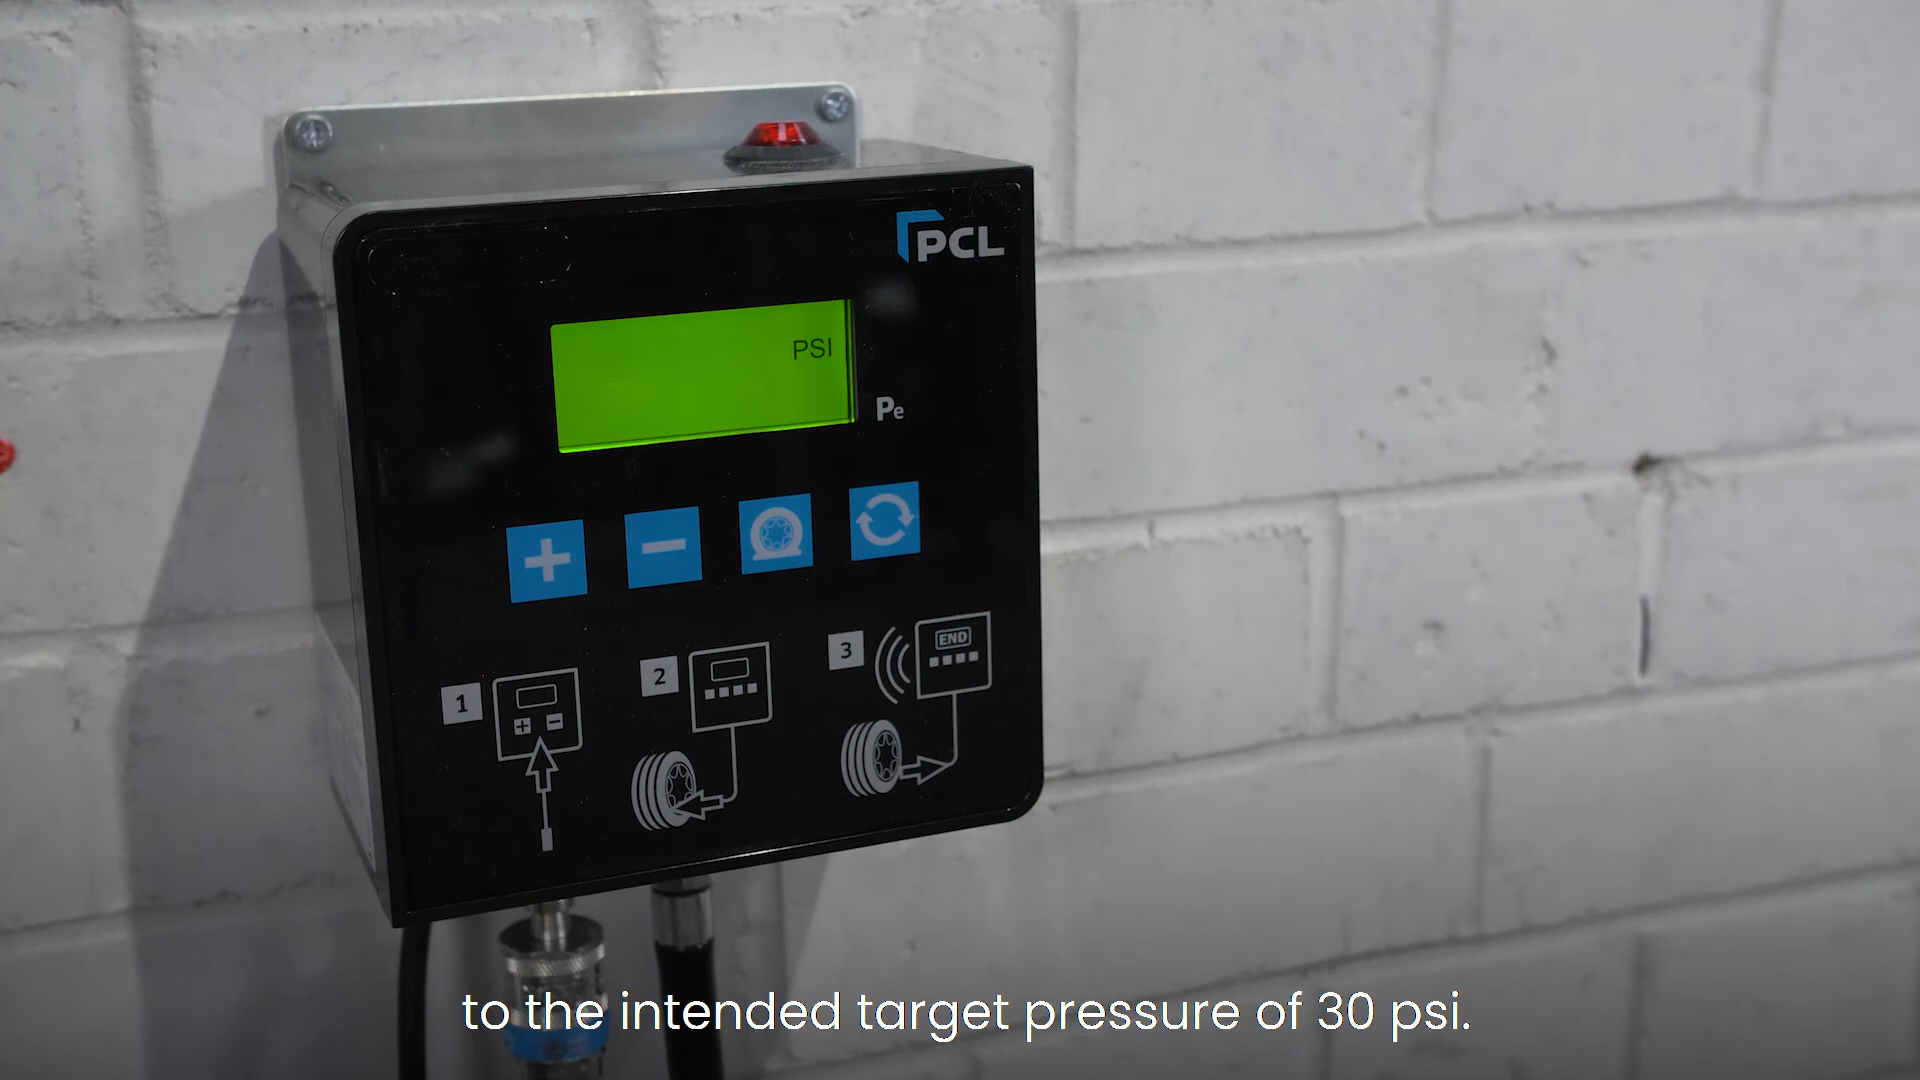 PCL
PSI
Pe
1
2
3
END
to the intended target pressure of 30 psi.